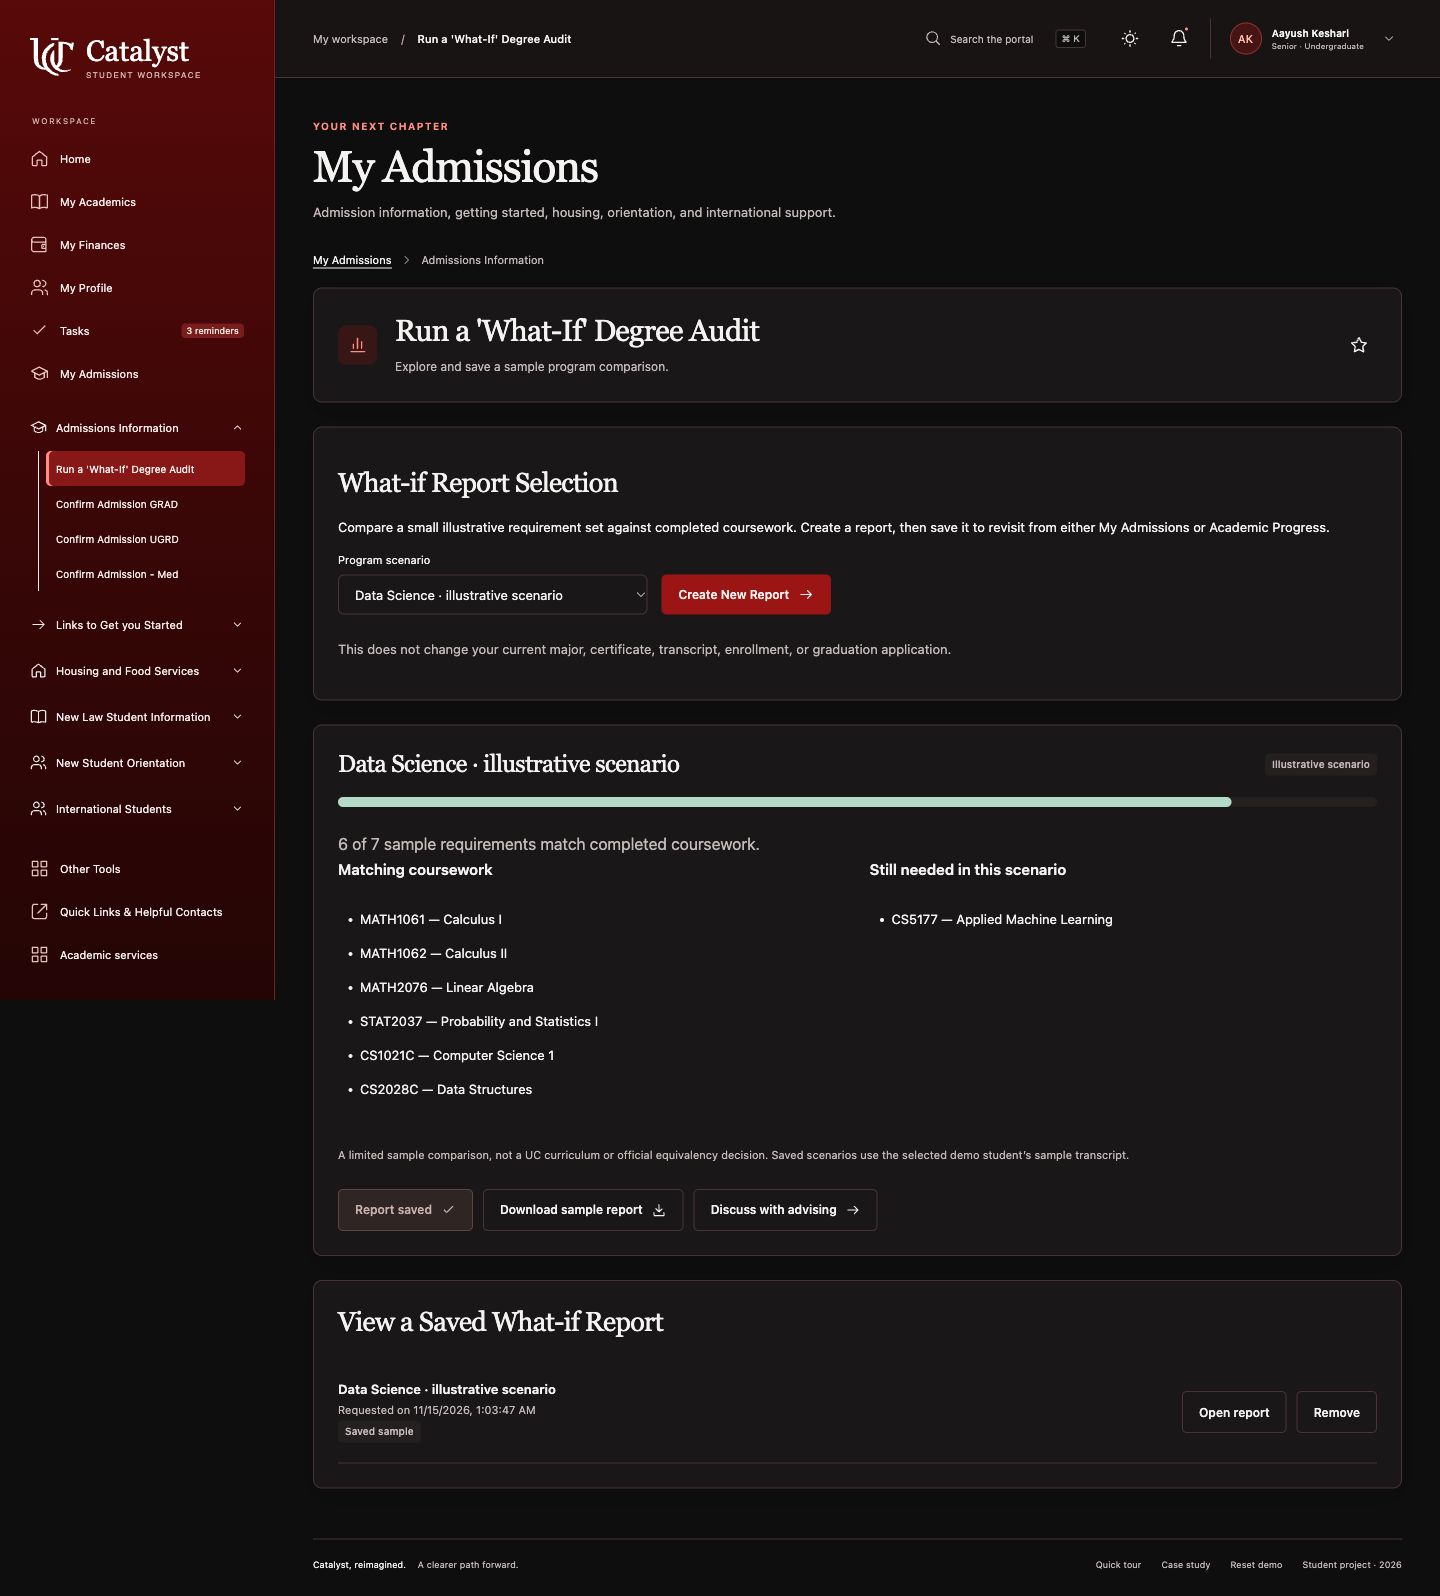 UC Catalyst
STUDENT WORKSPACE
WORKSPACE
Home
My Academics
My Finances
My Profile
Tasks
3 reminders
My Admissions
Admissions Information
Run a 'What-If' Degree Audit
Confirm Admission GRAD
Confirm Admission UGRD
Confirm Admission - Med
Links to Get you Started
Housing and Food Services
New Law Student Information
New Student Orientation
International Students
Other Tools
Quick Links & Helpful Contacts
Academic services
My workspace / Run a 'What-If' Degree Audit
Search the portal
⌘ K
AK
Aayush Keshari
Senior · Undergraduate
YOUR NEXT CHAPTER
My Admissions
Admission information, getting started, housing, orientation, and international support.
My Admissions > Admissions Information
Run a 'What-If' Degree Audit
Explore and save a sample program comparison.
What-if Report Selection
Compare a small illustrative requirement set against completed coursework. Create a report, then save it to revisit from either My Admissions or Academic Progress.
Program scenario
Data Science · illustrative scenario
Create New Report →
This does not change your current major, certificate, transcript, enrollment, or graduation application.
Data Science · illustrative scenario
Illustrative scenario
6 of 7 sample requirements match completed coursework.
Matching coursework
• MATH1061 — Calculus I
• MATH1062 — Calculus II
• MATH2076 — Linear Algebra
• STAT2037 — Probability and Statistics I
• CS1021C — Computer Science 1
• CS2028C — Data Structures
Still needed in this scenario
• CS5177 — Applied Machine Learning
A limited sample comparison, not a UC curriculum or official equivalency decision. Saved scenarios use the selected demo student's sample transcript.
Report saved
Download sample report
Discuss with advising →
View a Saved What-if Report
Data Science · illustrative scenario
Requested on 11/15/2026, 1:03:47 AM
Saved sample
Open report
Remove
Catalyst, reimagined. A clearer path forward.
Quick tour
Case study
Reset demo
Student project · 2026